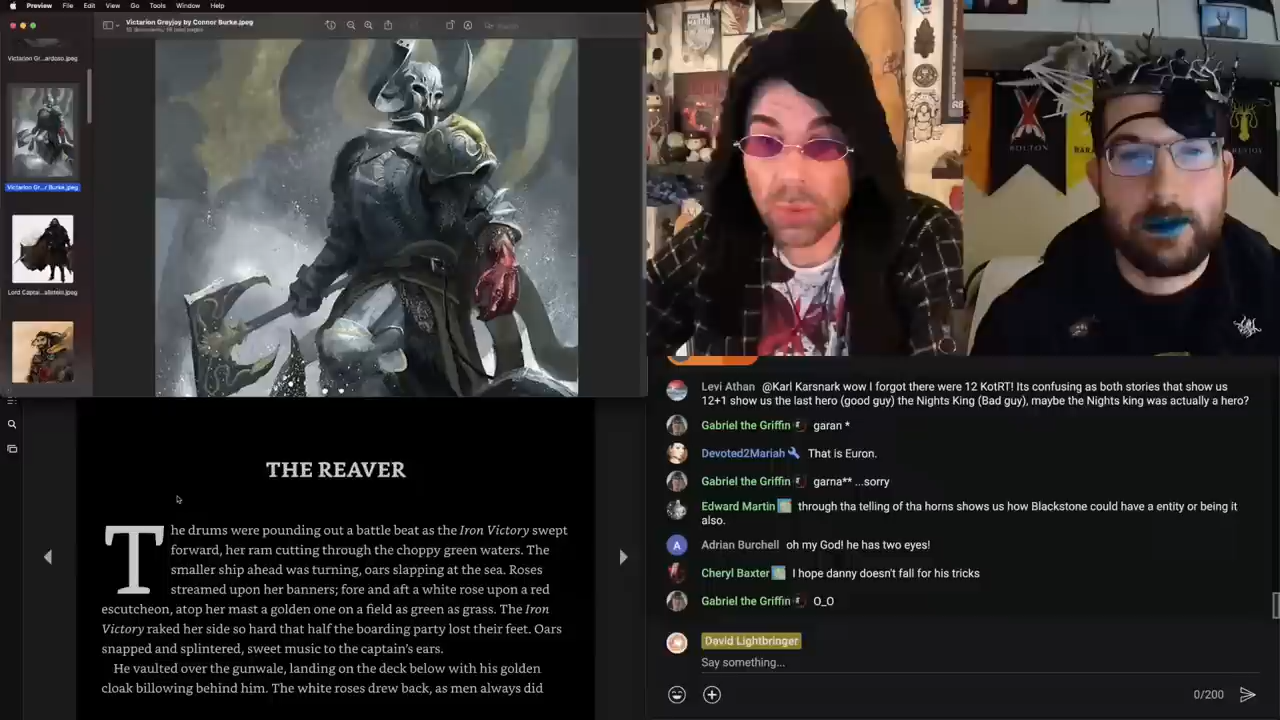 Preview File Edit View Go Tools Window Help
Victarion Greyjoy by Connor Burke.jpeg
Victarion Gr...ardoso.jpeg
Victarion Gr...r Burke.jpeg
BOLTON
BARA
THE REAVER
The drums were pounding out a battle beat as the Iron Victory swept
forward, her ram cutting through the choppy green waters. The
smaller ship ahead was turning, oars slapping at the sea. Roses
streamed upon her banners; fore and aft a white rose upon a red
escutcheon, atop her mast a golden one on a field as green as grass. The Iron
Victory raked her side so hard that half the boarding party lost their feet. Oars
snapped and splintered, sweet music to the captain's ears.
He vaulted over the gunwale, landing on the deck below with his golden
cloak billowing behind him. The white roses drew back, as men always did
Levi Athan @Karl Karsnark wow I forgot there were 12 KotRT! Its confusing as both stories that show us
12+1 show us the last hero (good guy) the Nights King (Bad guy), maybe the Nights king was actually a hero?
Gabriel the Griffin garan *
Devoted2Mariah That is Euron.
Gabriel the Griffin garna** ...sorry
Edward Martin through tha telling of tha horns shows us how Blackstone could have a entity or being it
also.
A Adrian Burchell oh my God! he has two eyes!
Cheryl Baxter I hope danny doesn't fall for his tricks
Gabriel the Griffin O_O
David Lightbringer
Say something...
0/200